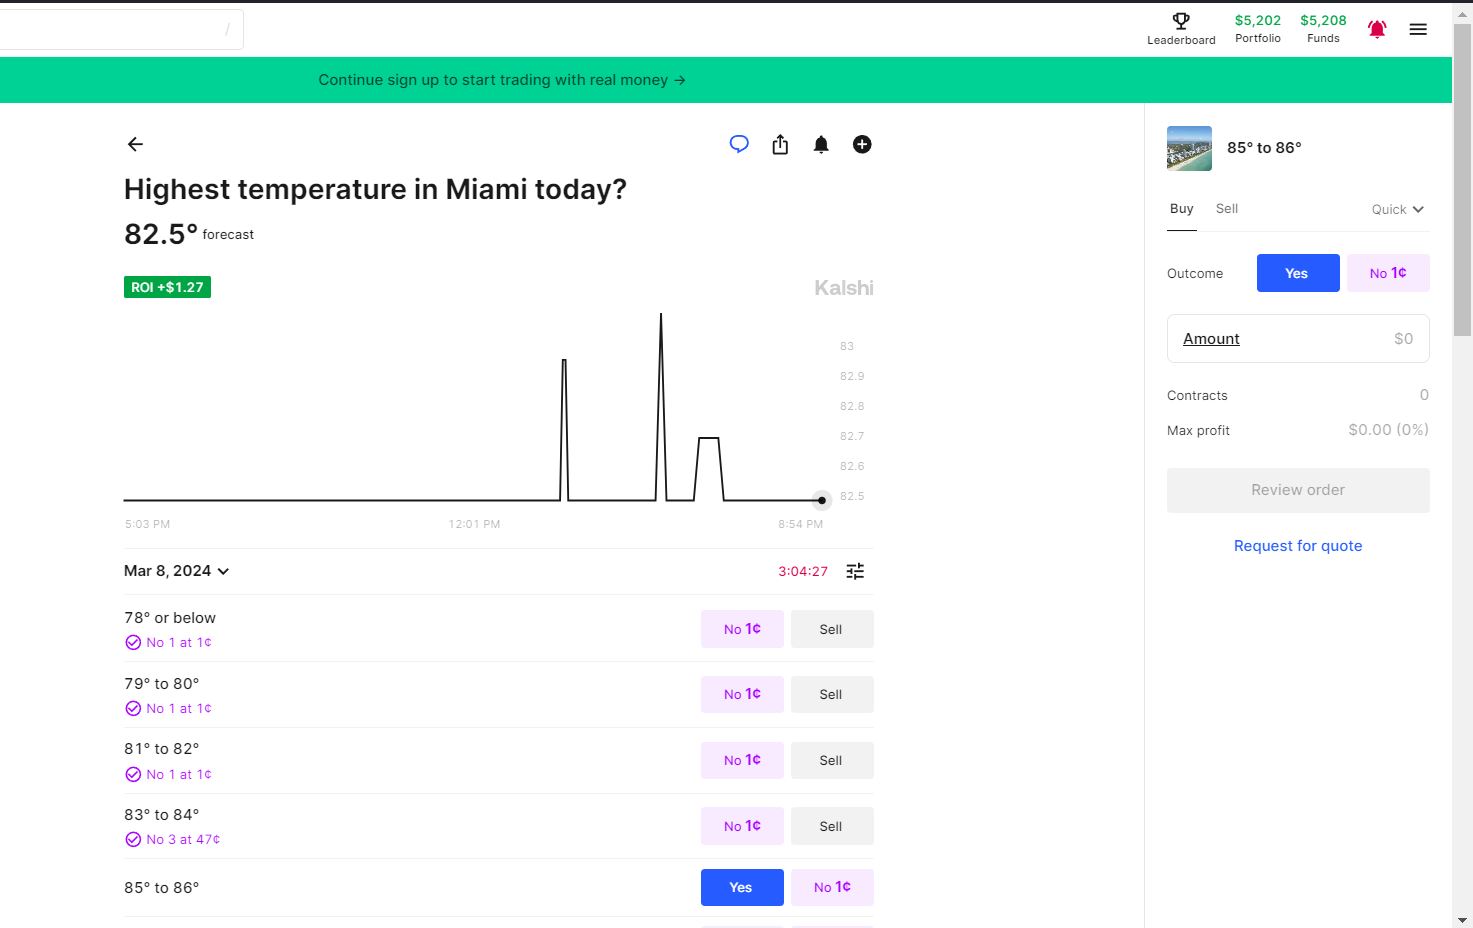 /
Leaderboard
$5,202
Portfolio
$5,208
Funds
Continue sign up to start trading with real money →
Highest temperature in Miami today?
82.5° forecast
ROI +$1.27
Kalshi
83
82.9
82.8
82.7
82.6
82.5
5:03 PM
12:01 PM
8:54 PM
Mar 8, 2024
3:04:27
78° or below
No 1 at 1¢
No 1¢
Sell
79° to 80°
No 1 at 1¢
No 1¢
Sell
81° to 82°
No 1 at 1¢
No 1¢
Sell
83° to 84°
No 3 at 47¢
No 1¢
Sell
85° to 86°
Yes
No 1¢
85° to 86°
Buy
Sell
Quick
Outcome
Yes
No 1¢
Amount
$0
Contracts
0
Max profit
$0.00 (0%)
Review order
Request for quote